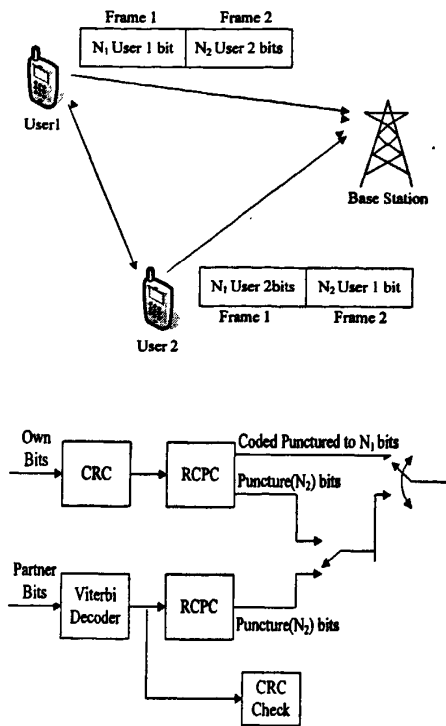 Frame 1
Frame 2
N₁ User 1 bit
N₂ User 2 bits
User1
Base Station
N₁ User 2bits
N₂ User 1 bit
Frame 1
Frame 2
User 2
Own
Bits
CRC
RCPC
Coded Punctured to N₁ bits
Puncture(N₂) bits
Partner
Bits
Viterbi
Decoder
RCPC
Puncture(N₂) bits
CRC
Check